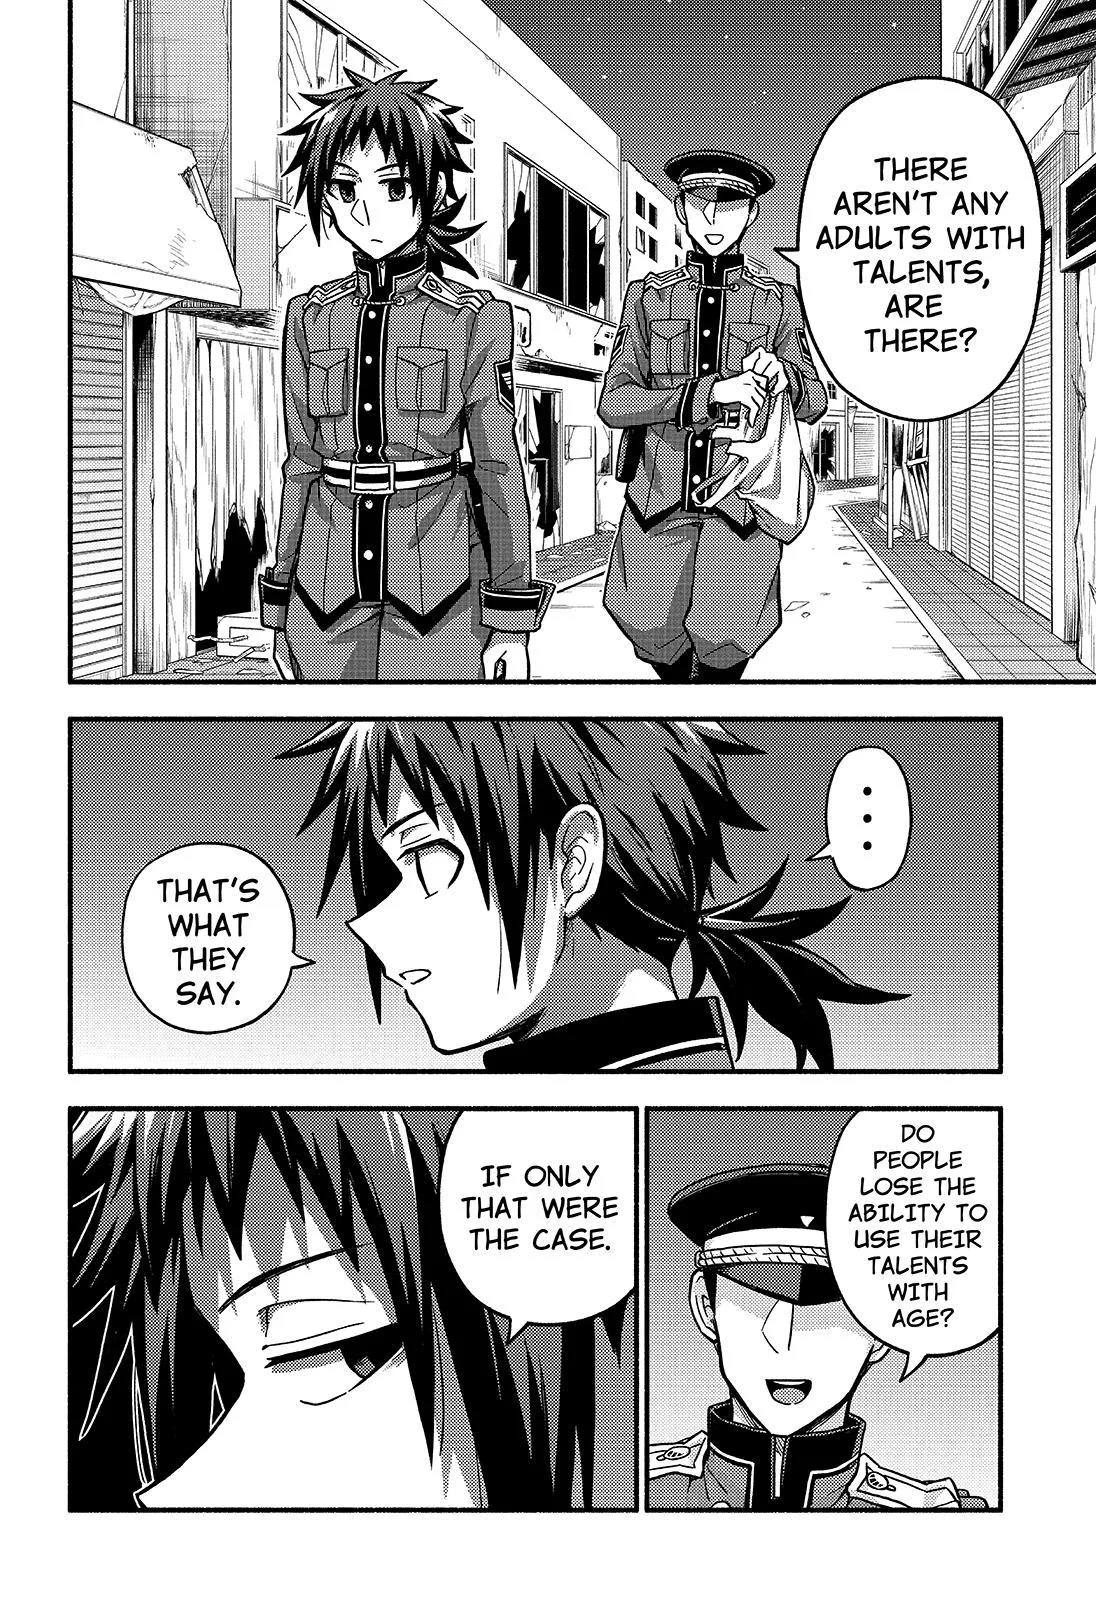 THERE
AREN'T ANY
ADULTS WITH
TALENTS,
ARE
THERE?
...
THAT'S
WHAT
THEY
SAY.
DO
PEOPLE
LOSE THE
ABILITY TO
USE THEIR
TALENTS
WITH
AGE?
IF ONLY
THAT WERE
THE CASE.